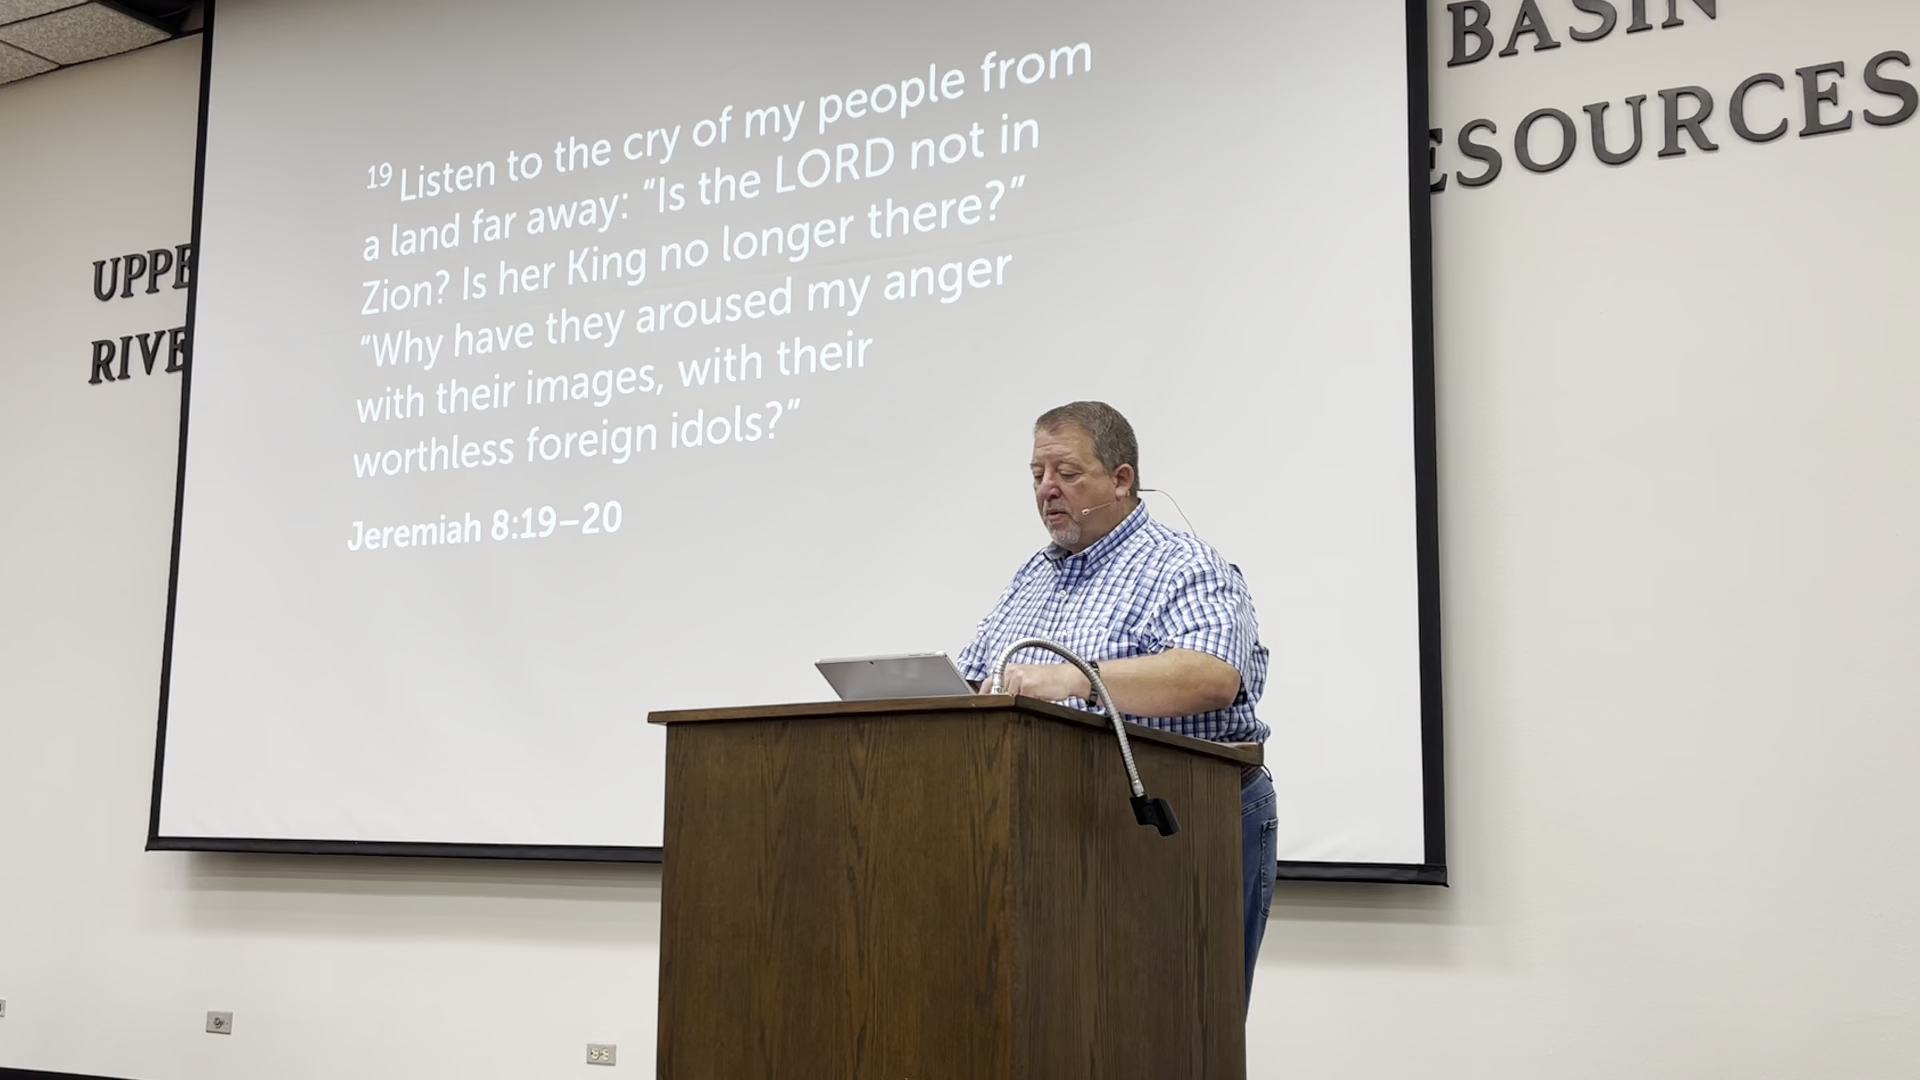 BASIN
ESOURCES
UPPE
RIVE
19 Listen to the cry of my people from
a land far away: “Is the LORD not in
Zion? Is her King no longer there?”
“Why have they aroused my anger
with their images, with their
worthless foreign idols?”
Jeremiah 8:19–20